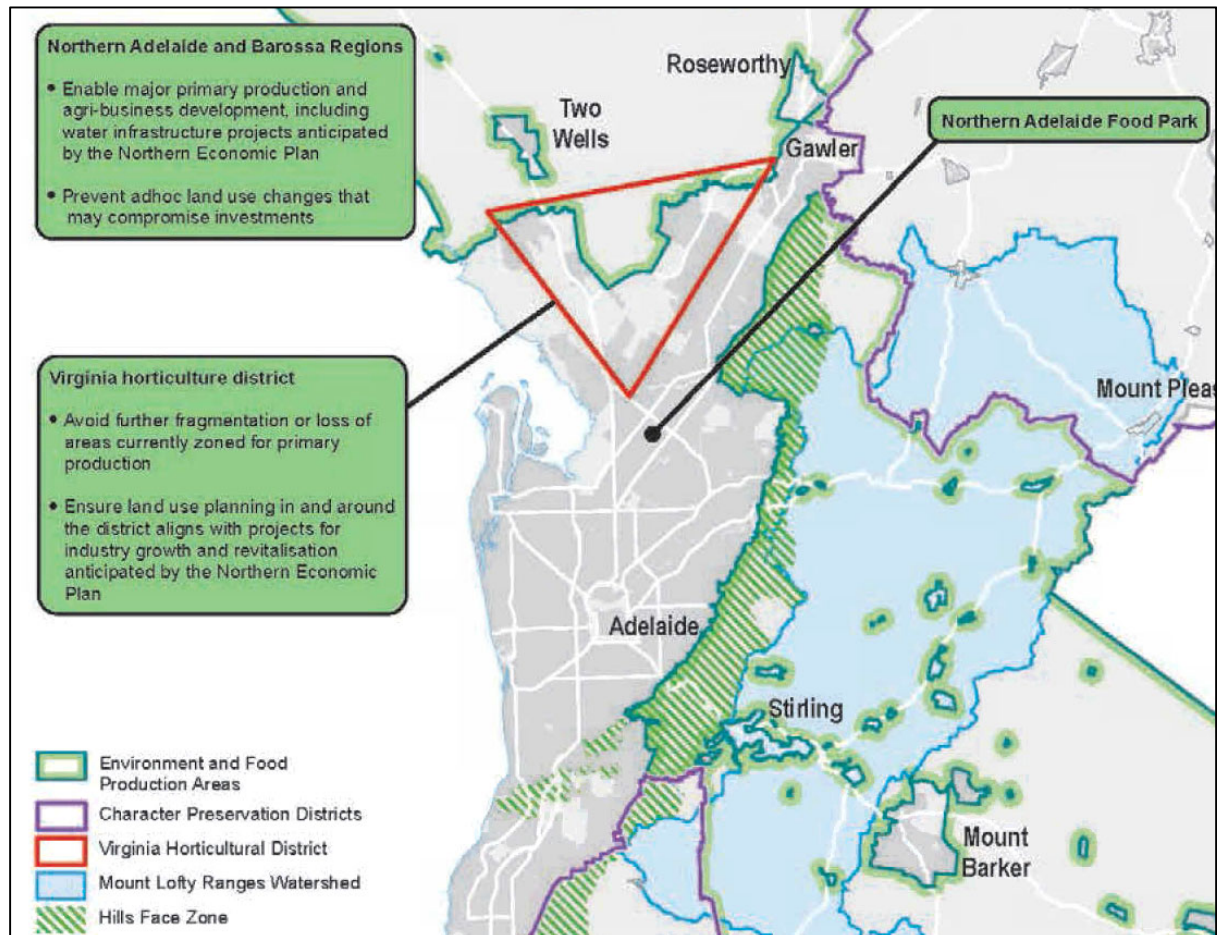 Northern Adelaide and Barossa Regions
• Enable major primary production and
agri-business development, including
water infrastructure projects anticipated
by the Northern Economic Plan
• Prevent adhoc land use changes that
may compromise investments
Roseworthy
Two
Wells
Northern Adelaide Food Park
Gawler
Virginia horticulture district
• Avoid further fragmentation or loss of
areas currently zoned for primary
production
• Ensure land use planning in and around
the district aligns with projects for
industry growth and revitalisation
anticipated by the Northern Economic
Plan
Mount Pleas
Adelaide
Stirling
Mount
Barker
Environment and Food
Production Areas
Character Preservation Districts
Virginia Horticultural District
Mount Lofty Ranges Watershed
Hills Face Zone